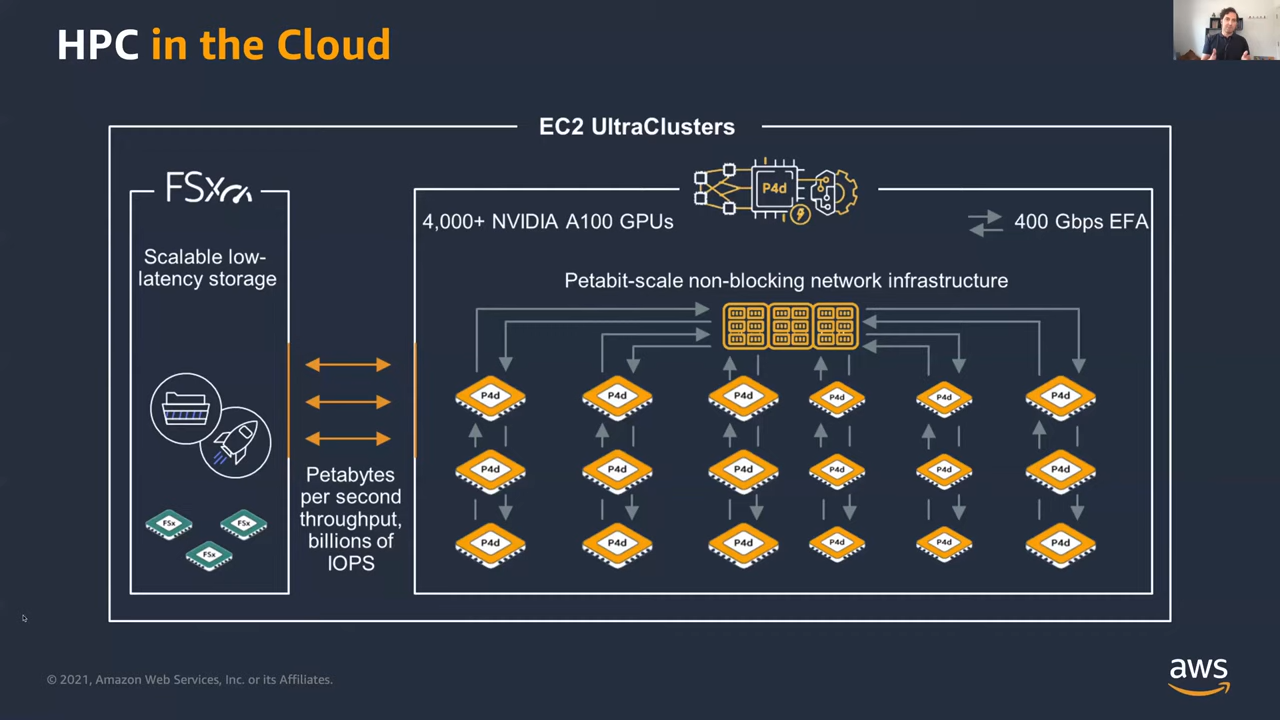 HPC in the Cloud
EC2 UltraClusters
FSx
Scalable low-
latency storage
FSx
FSx
FSx
Petabytes
per second
throughput,
billions of
IOPS
P4d
4,000+ NVIDIA A100 GPUs
400 Gbps EFA
Petabit-scale non-blocking network infrastructure
P4d P4d P4d P4d P4d P4d
P4d P4d P4d P4d P4d P4d
P4d P4d P4d P4d P4d P4d
© 2021, Amazon Web Services, Inc. or its Affiliates.
aws